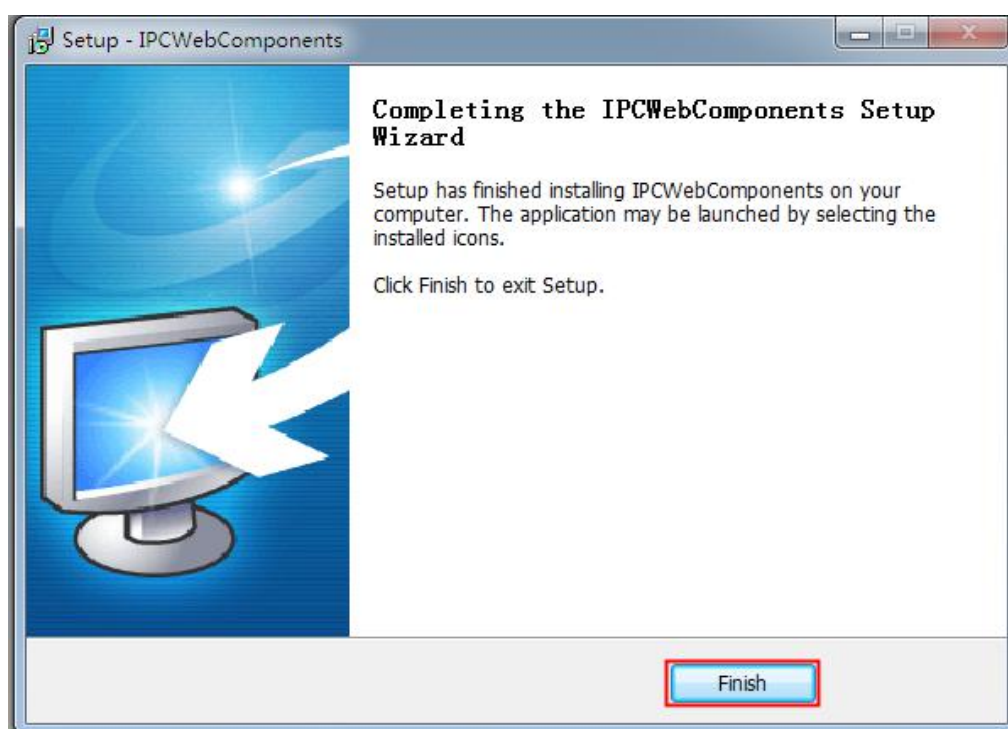 Setup - IPCWebComponents
Completing the IPCWebComponents Setup
Wizard
Setup has finished installing IPCWebComponents on your
computer. The application may be launched by selecting the
installed icons.
Click Finish to exit Setup.
Finish